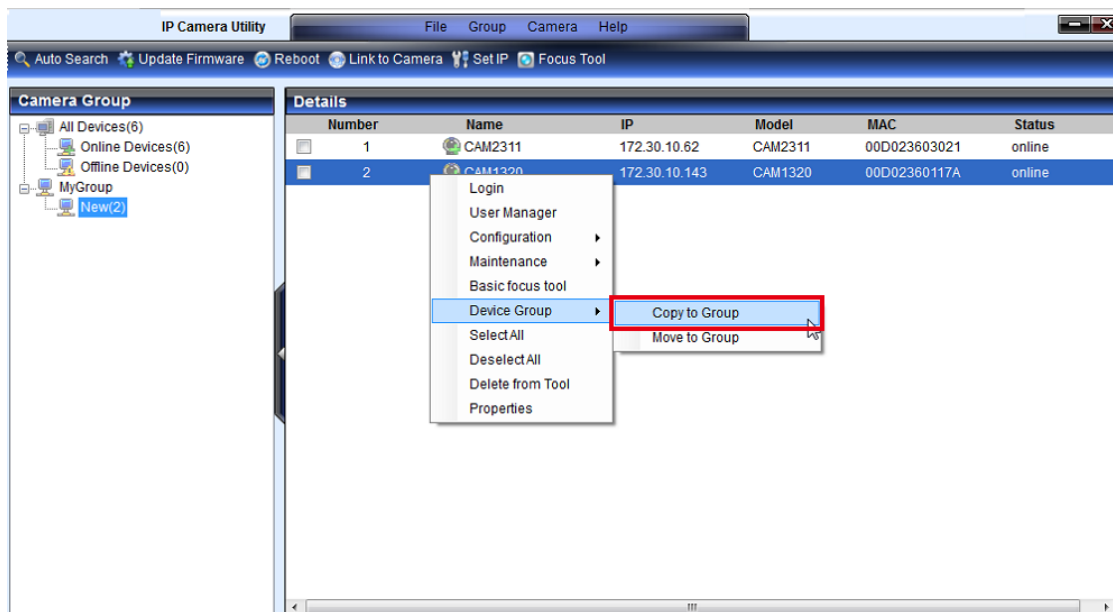 IP Camera Utility File Group Camera Help
Auto Search Update Firmware Reboot Link to Camera Set IP Focus Tool
Camera Group
All Devices(6)
Online Devices(6)
Offline Devices(0)
MyGroup
New(2)
Details
Number Name IP Model MAC Status
1 CAM2311 172.30.10.62 CAM2311 00D023603021 online
2 CAM1320 172.30.10.143 CAM1320 00D02360117A online
Login
User Manager
Configuration
Maintenance
Basic focus tool
Device Group
Select All
Deselect All
Delete from Tool
Properties
Copy to Group
Move to Group